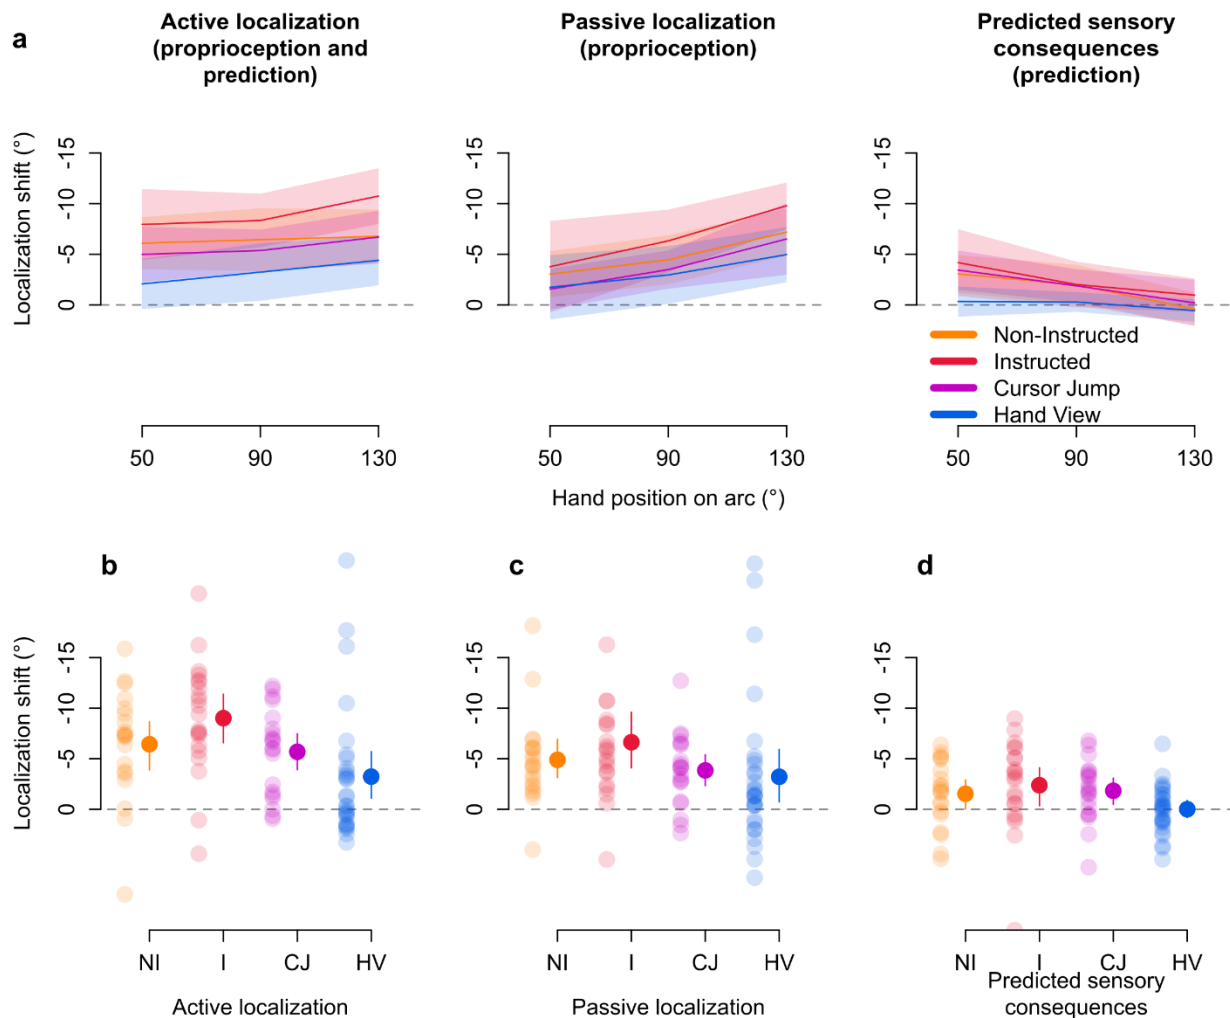 a
Active localization
(proprioception and
prediction)
Passive localization
(proprioception)
Predicted sensory
consequences
(prediction)
Localization shift (°)
-15
-10
-5
0
50
90
130
-15
-10
-5
0
50
90
130
Hand position on arc (°)
-15
-10
-5
0
Non-Instructed
Instructed
Cursor Jump
Hand View
50
90
130
b
Localization shift (°)
-15
-10
-5
0
NI
I
CJ
HV
Active localization
c
-15
-10
-5
0
NI
I
CJ
HV
Passive localization
d
-15
-10
-5
0
NI
I
CJ
HV
Predicted sensory
consequences